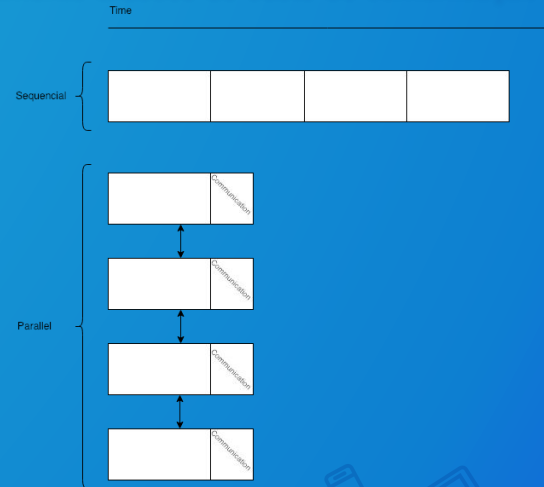 Time
Sequencial
Communication
Communication
Parallel
Communication
Communication